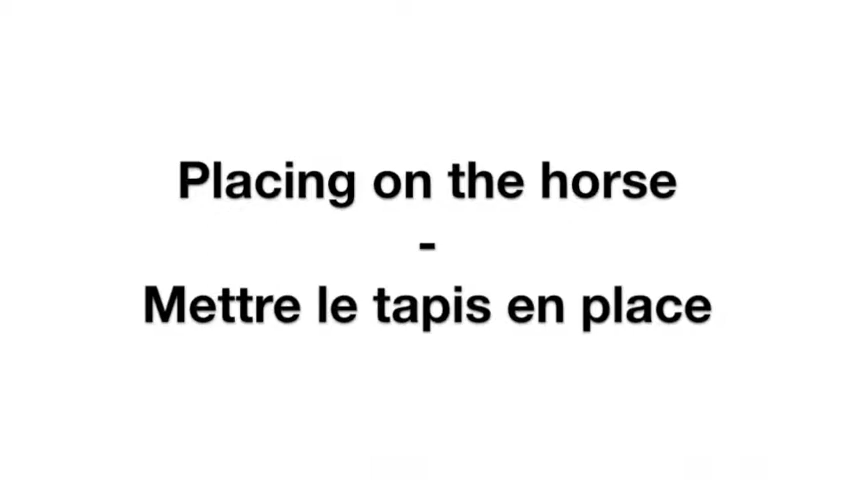 Placing on the horse
-
Mettre le tapis en place